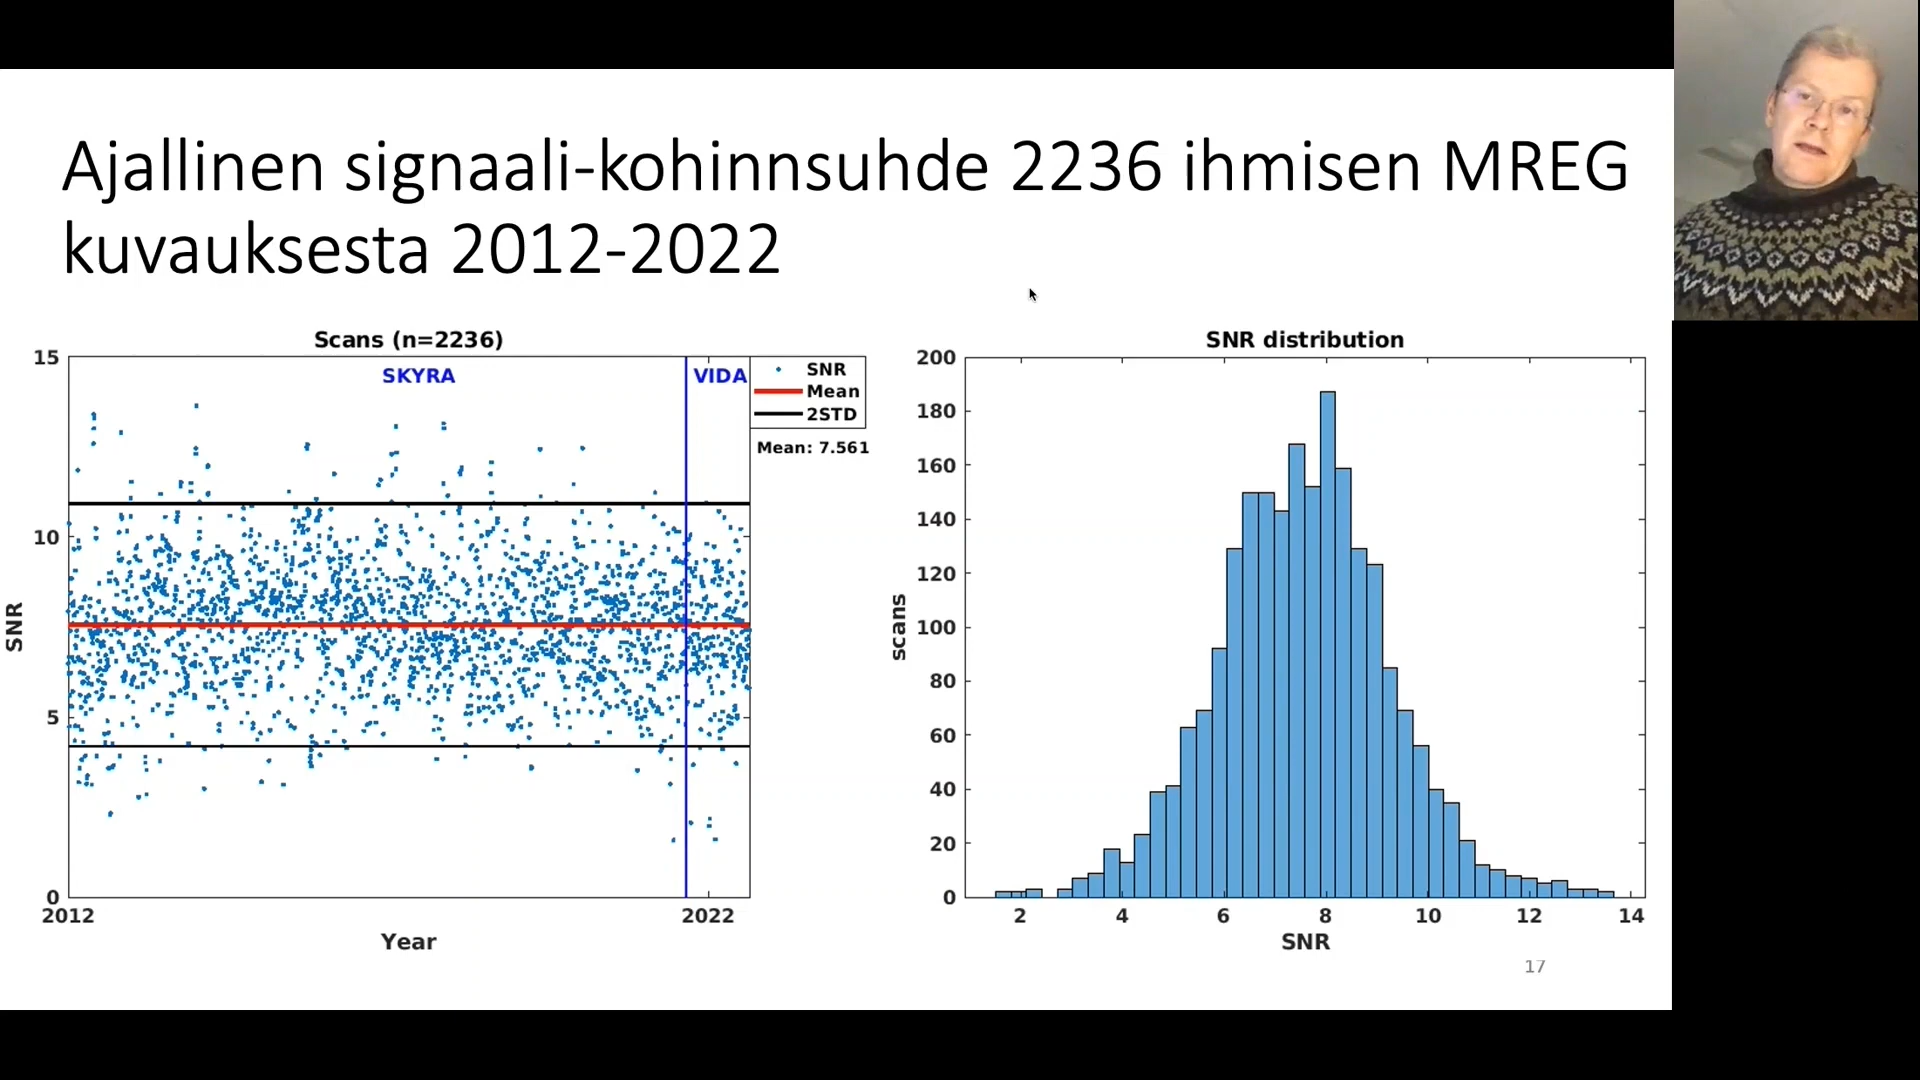 Ajallinen signaali-kohinnsuhde 2236 ihmisen MREG
kuvauksesta 2012-2022
Scans (n=2236)
15
10
5
0
SNR
SKYRA
VIDA
SNR
Mean
2STD
Mean: 7.561
2012
2022
Year
SNR distribution
200
180
160
140
120
100
80
60
40
20
0
scans
2
4
6
8
10
12
14
SNR
17